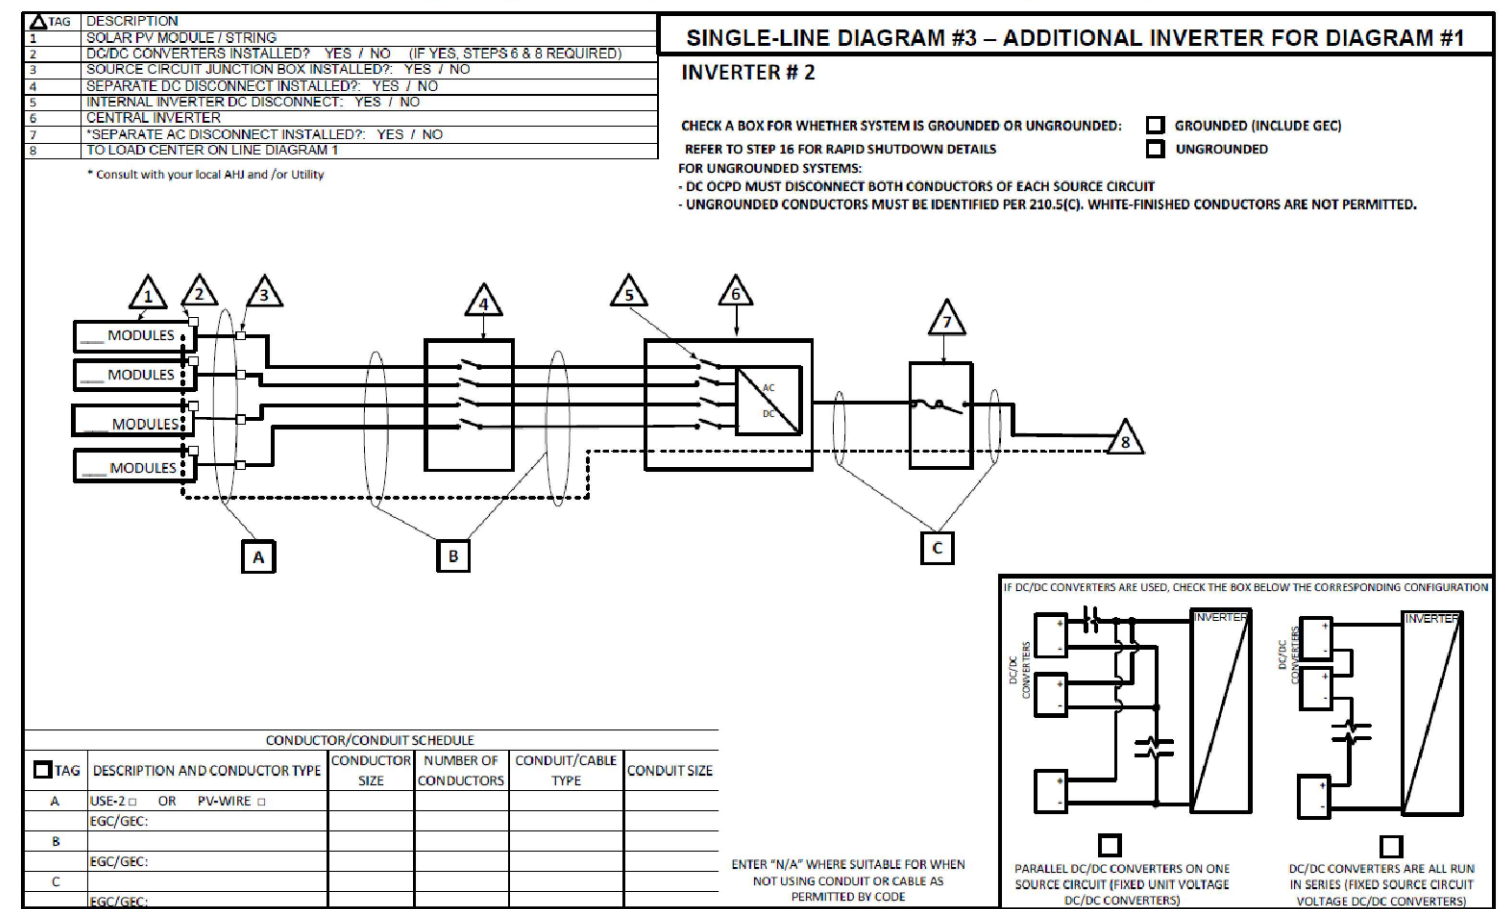 TAG DESCRIPTION
1 SOLAR PV MODULE / STRING
2 DC/DC CONVERTERS INSTALLED? YES / NO (IF YES, STEPS 6 & 8 REQUIRED)
3 SOURCE CIRCUIT JUNCTION BOX INSTALLED?: YES / NO
4 SEPARATE DC DISCONNECT INSTALLED?: YES / NO
5 INTERNAL INVERTER DC DISCONNECT: YES / NO
6 CENTRAL INVERTER
7 *SEPARATE AC DISCONNECT INSTALLED?: YES / NO
8 TO LOAD CENTER ON LINE DIAGRAM 1
* Consult with your local AHJ and /or Utility
SINGLE-LINE DIAGRAM #3 – ADDITIONAL INVERTER FOR DIAGRAM #1
INVERTER # 2
CHECK A BOX FOR WHETHER SYSTEM IS GROUNDED OR UNGROUNDED: GROUNDED (INCLUDE GEC)
REFER TO STEP 16 FOR RAPID SHUTDOWN DETAILS UNGROUNDED
FOR UNGROUNDED SYSTEMS:
- DC OCPD MUST DISCONNECT BOTH CONDUCTORS OF EACH SOURCE CIRCUIT
- UNGROUNDED CONDUCTORS MUST BE IDENTIFIED PER 210.5(C). WHITE-FINISHED CONDUCTORS ARE NOT PERMITTED.
1 2 3 4 5 6 7
___ MODULES
___ MODULES
___ MODULES
___ MODULES
AC
DC
8
A B C
IF DC/DC CONVERTERS ARE USED, CHECK THE BOX BELOW THE CORRESPONDING CONFIGURATION
DC/DC
CONVERTERS
+
-
+
-
+
-
INVERTER
PARALLEL DC/DC CONVERTERS ON ONE
SOURCE CIRCUIT (FIXED UNIT VOLTAGE
DC/DC CONVERTERS)
DC/DC
CONVERTERS
+
-
+
-
+
-
INVERTER
DC/DC CONVERTERS ARE ALL RUN
IN SERIES (FIXED SOURCE CIRCUIT
VOLTAGE DC/DC CONVERTERS)
CONDUCTOR/CONDUIT SCHEDULE
TAG DESCRIPTION AND CONDUCTOR TYPE CONDUCTOR SIZE NUMBER OF CONDUCTORS CONDUIT/CABLE TYPE CONDUIT SIZE
A USE-2 □ OR PV-WIRE □
EGC/GEC:
B
EGC/GEC:
C
EGC/GEC:
ENTER “N/A” WHERE SUITABLE FOR WHEN
NOT USING CONDUIT OR CABLE AS
PERMITTED BY CODE